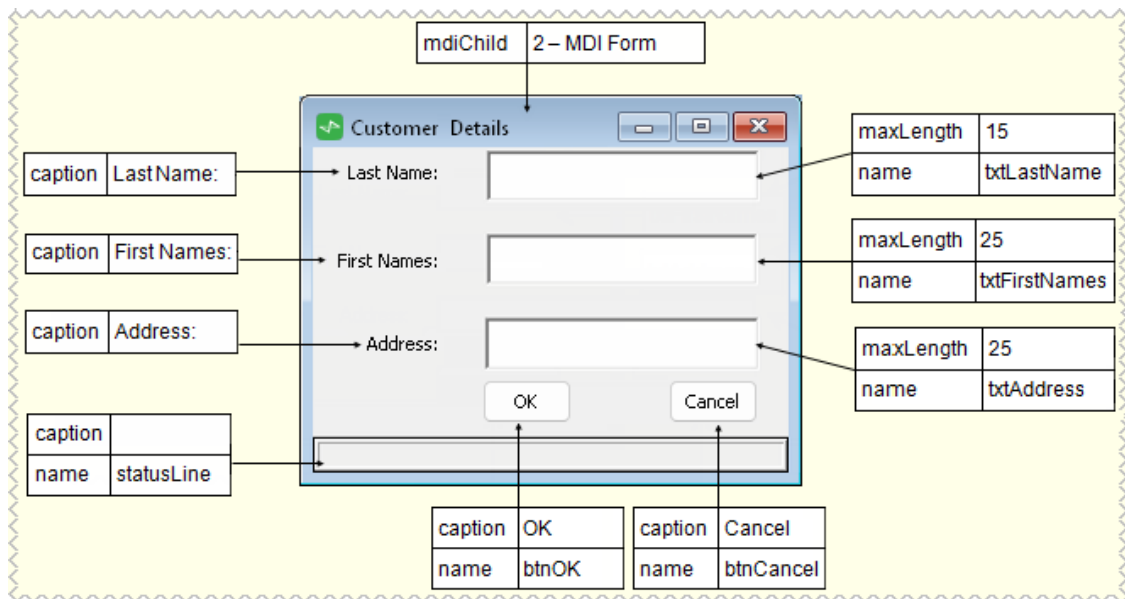 mdiChild 2 – MDI Form
Customer Details
maxLength 15
name txtLastName
caption Last Name:
Last Name:
maxLength 25
name txtFirstNames
caption First Names:
First Names:
caption Address:
Address:
maxLength 25
name txtAddress
OK Cancel
caption
name statusLine
caption OK
name btnOK
caption Cancel
name btnCancel